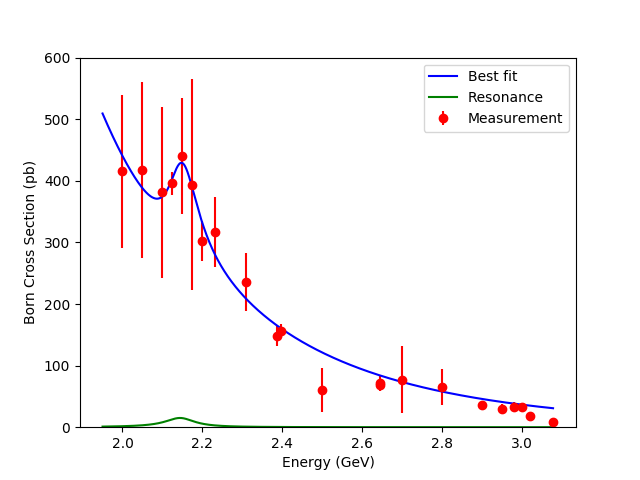 Best fit
Resonance
Measurement
600
500
400
300
200
100
0
Born Cross Section (pb)
2.0
2.2
2.4
2.6
2.8
3.0
Energy (GeV)